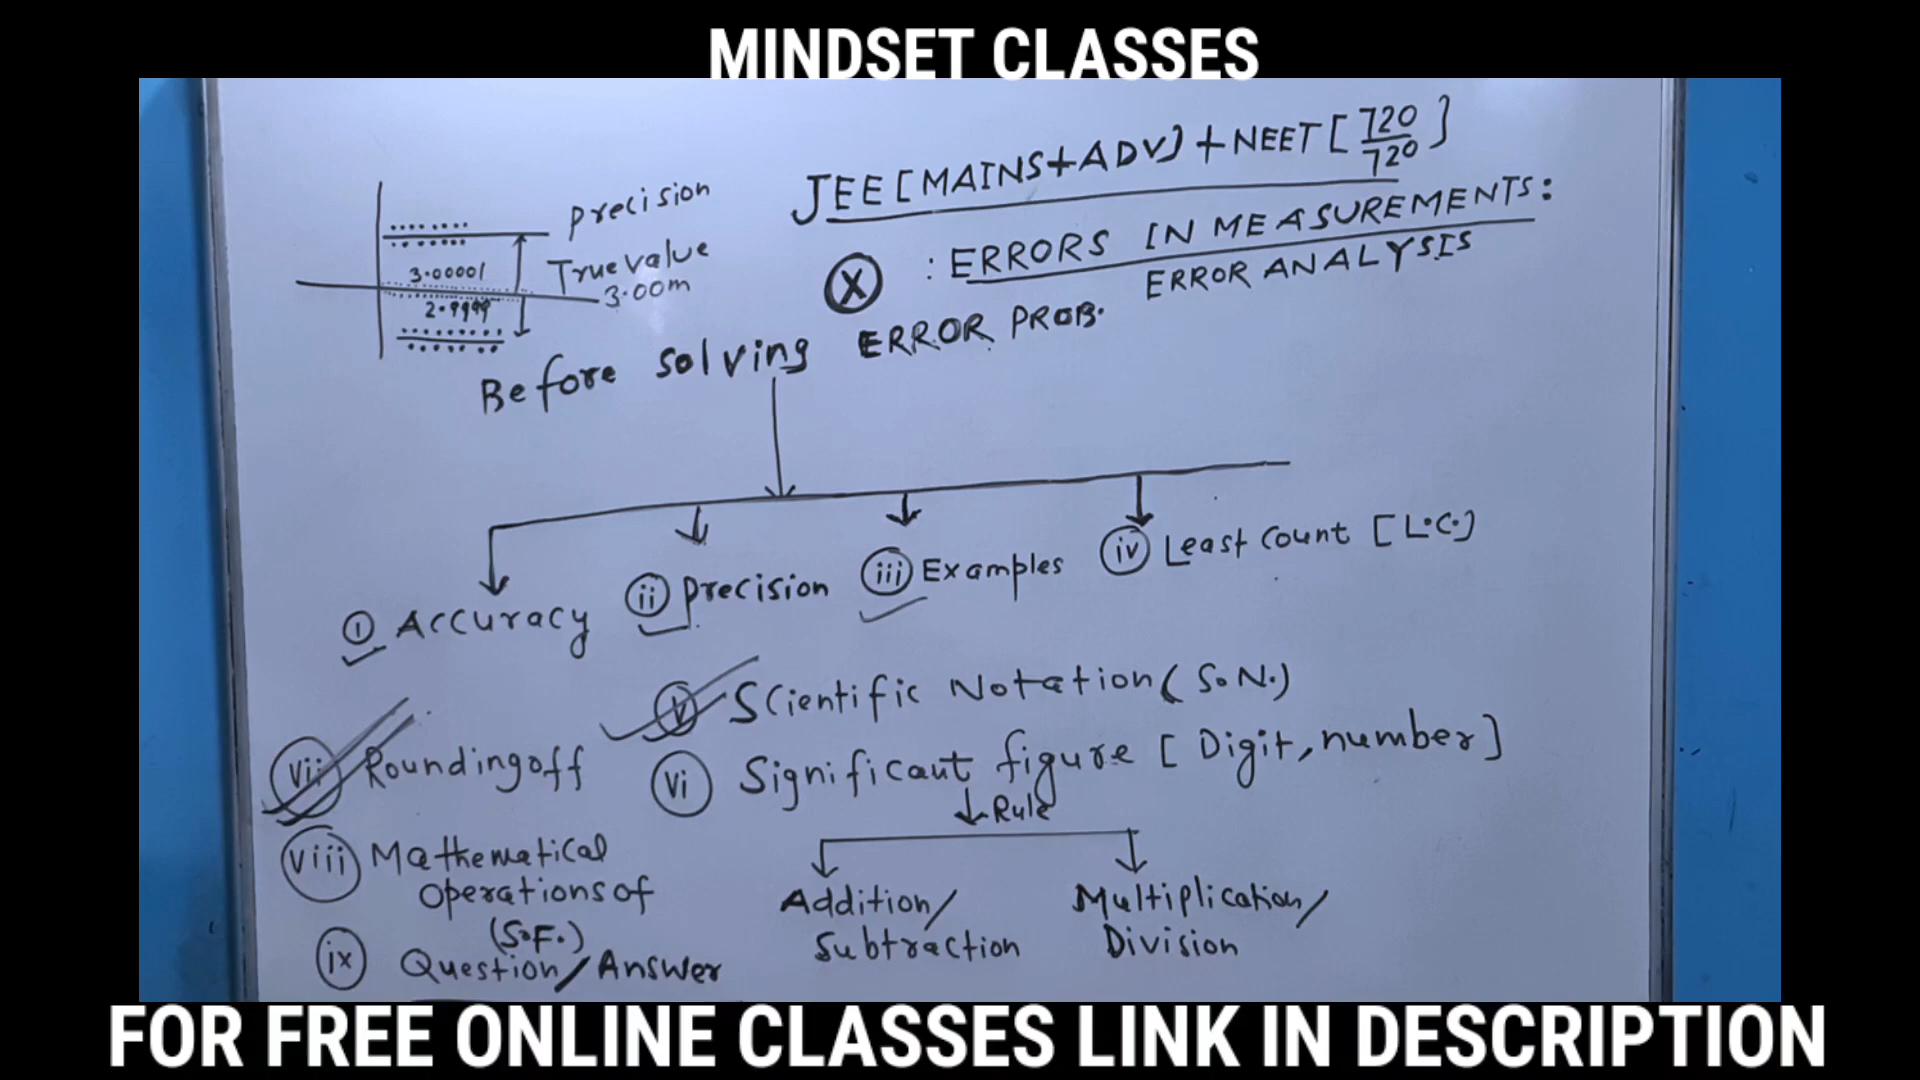 MINDSET CLASSES
JEE [MAINS+ADV] + NEET [720/720]
precision
True value
3.00m
3.00001
2.9999
(X) : ERRORS IN MEASUREMENTS:
ERROR ANALYSIS
Before solving ERROR PROB.
(i) Accuracy
(ii) precision
(iii) Examples
(iv) Least count [L.C.]
(v) Scientific Notation (S.N.)
(vii) Roundingoff
(vi) Significant figure [Digit, number]
Rule
(viii) Mathematical
operations of
(S.F.)
Addition/
Subtraction
Multiplication/
Division
(ix) Question/Answer
FOR FREE ONLINE CLASSES LINK IN DESCRIPTION